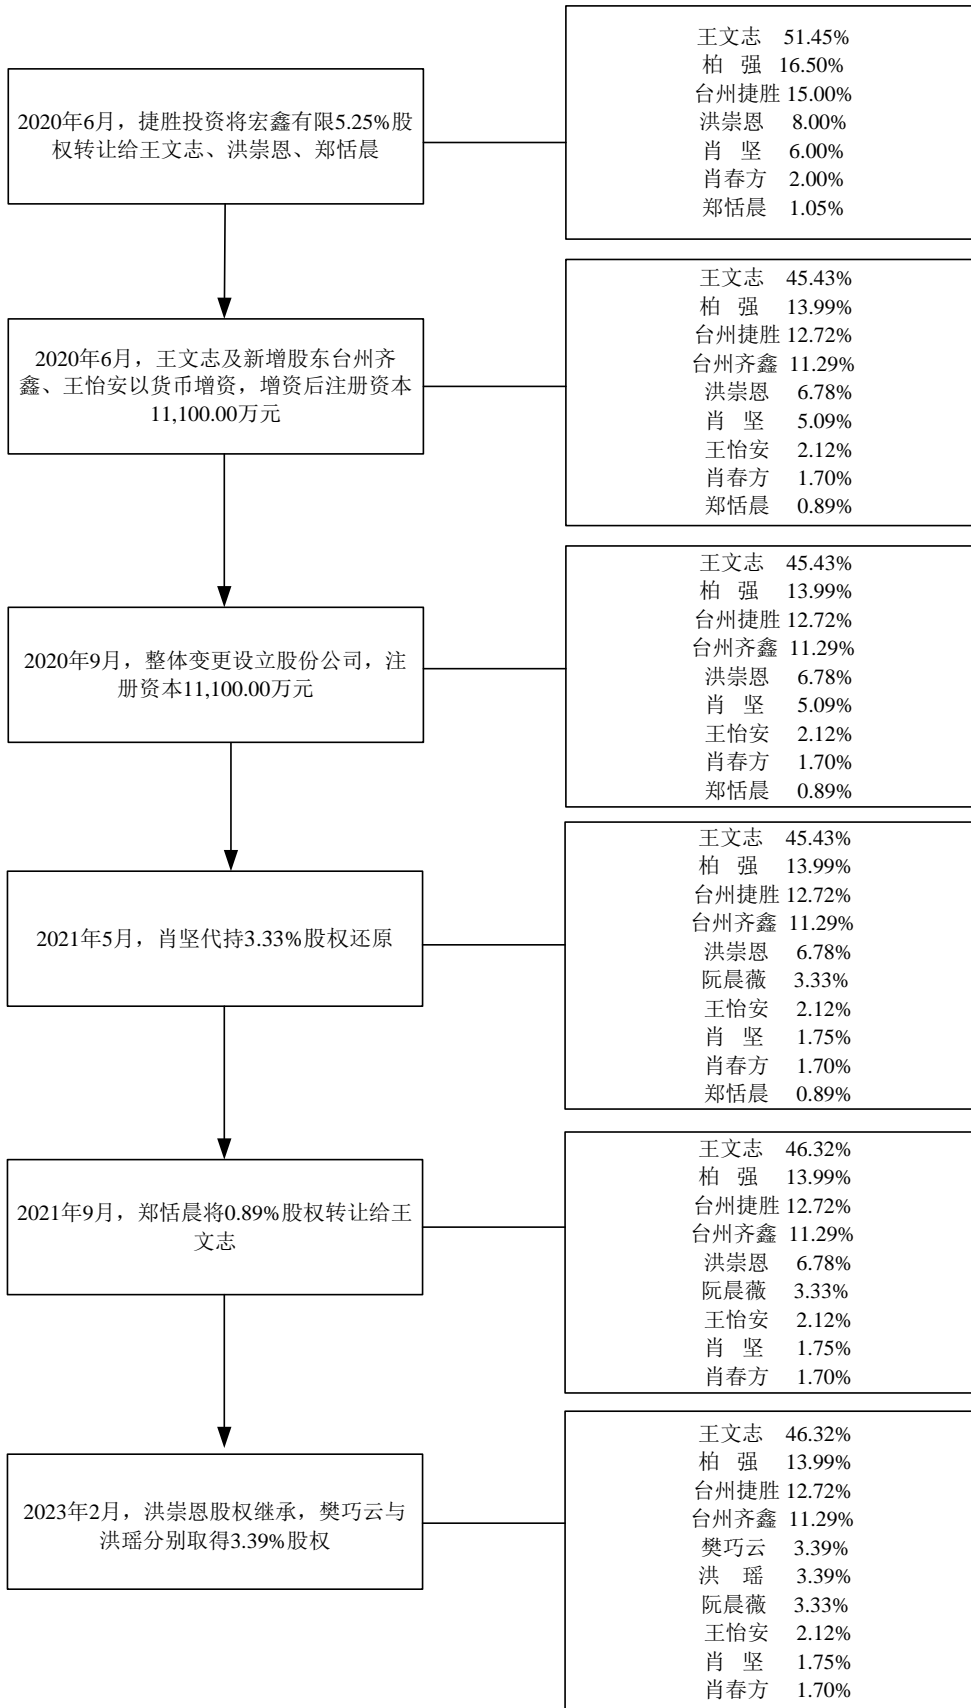 2020年6月，捷胜投资将宏鑫有限5.25%股
权转让给王文志、洪崇恩、郑恬晨
王文志 51.45%
柏 强 16.50%
台州捷胜 15.00%
洪崇恩 8.00%
肖 坚 6.00%
肖春方 2.00%
郑恬晨 1.05%
2020年6月，王文志及新增股东台州齐
鑫、王怡安以货币增资，增资后注册资本
11,100.00万元
王文志 45.43%
柏 强 13.99%
台州捷胜 12.72%
台州齐鑫 11.29%
洪崇恩 6.78%
肖 坚 5.09%
王怡安 2.12%
肖春方 1.70%
郑恬晨 0.89%
2020年9月，整体变更设立股份公司，注
册资本11,100.00万元
王文志 45.43%
柏 强 13.99%
台州捷胜 12.72%
台州齐鑫 11.29%
洪崇恩 6.78%
肖 坚 5.09%
王怡安 2.12%
肖春方 1.70%
郑恬晨 0.89%
2021年5月，肖坚代持3.33%股权还原
王文志 45.43%
柏 强 13.99%
台州捷胜 12.72%
台州齐鑫 11.29%
洪崇恩 6.78%
阮晨薇 3.33%
王怡安 2.12%
肖 坚 1.75%
肖春方 1.70%
郑恬晨 0.89%
2021年9月，郑恬晨将0.89%股权转让给王
文志
王文志 46.32%
柏 强 13.99%
台州捷胜 12.72%
台州齐鑫 11.29%
洪崇恩 6.78%
阮晨薇 3.33%
王怡安 2.12%
肖 坚 1.75%
肖春方 1.70%
2023年2月，洪崇恩股权继承，樊巧云与
洪瑶分别取得3.39%股权
王文志 46.32%
柏 强 13.99%
台州捷胜 12.72%
台州齐鑫 11.29%
樊巧云 3.39%
洪 瑶 3.39%
阮晨薇 3.33%
王怡安 2.12%
肖 坚 1.75%
肖春方 1.70%